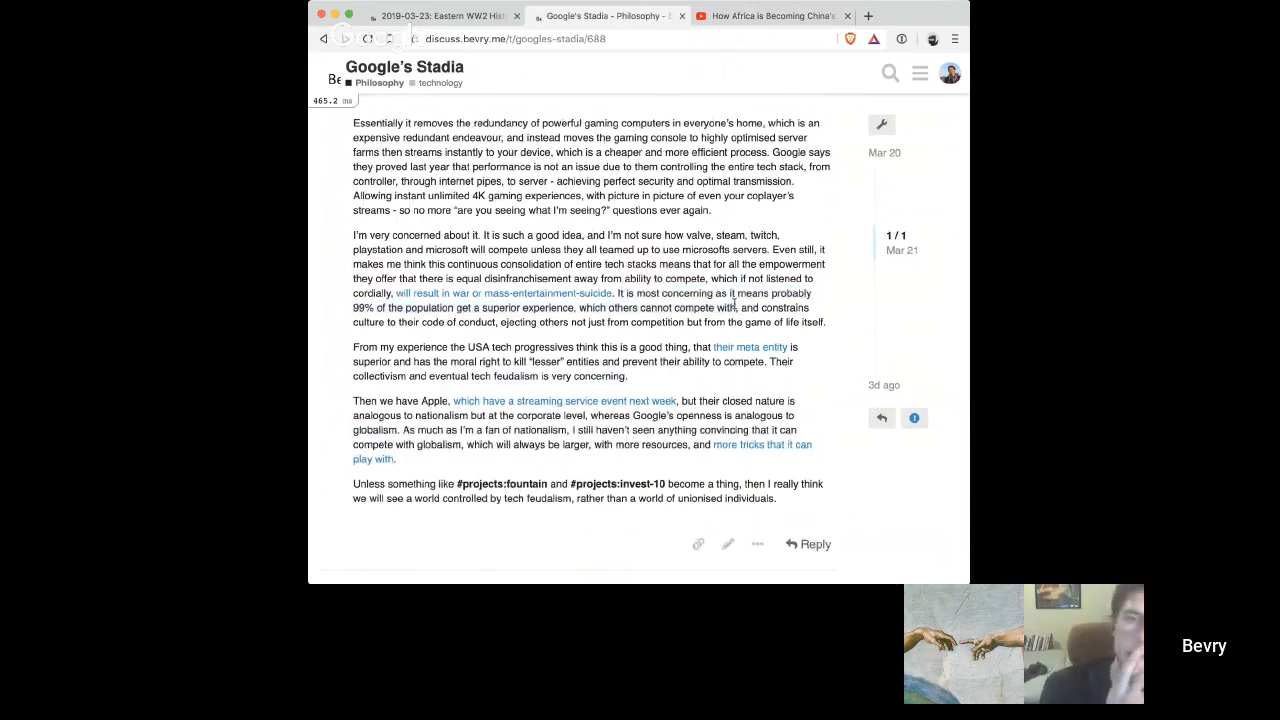 2019-03-23: Eastern WW2 Hist
Google's Stadia - Philosophy -
How Africa is Becoming China's
discuss.bevry.me/t/googles-stadia/688
Google's Stadia
Be
Philosophy technology
465.2 ms
Essentially it removes the redundancy of powerful gaming computers in everyone's home, which is an
expensive redundant endeavour, and instead moves the gaming console to highly optimised server
farms then streams instantly to your device, which is a cheaper and more efficient process. Google says
they proved last year that performance is not an issue due to them controlling the entire tech stack, from
controller, through internet pipes, to server - achieving perfect security and optimal transmission.
Allowing instant unlimited 4K gaming experiences, with picture in picture of even your coplayer's
streams - so no more “are you seeing what I'm seeing?” questions ever again.
I'm very concerned about it. It is such a good idea, and I'm not sure how valve, steam, twitch,
playstation and microsoft will compete unless they all teamed up to use microsofts servers. Even still, it
makes me think this continuous consolidation of entire tech stacks means that for all the empowerment
they offer that there is equal disinfranchisement away from ability to compete, which if not listened to
cordially, will result in war or mass-entertainment-suicide. It is most concerning as it means probably
99% of the population get a superior experience, which others cannot compete with, and constrains
culture to their code of conduct, ejecting others not just from competition but from the game of life itself.
From my experience the USA tech progressives think this is a good thing, that their meta entity is
superior and has the moral right to kill “lesser” entities and prevent their ability to compete. Their
collectivism and eventual tech feudalism is very concerning.
Then we have Apple, which have a streaming service event next week, but their closed nature is
analogous to nationalism but at the corporate level, whereas Google's openness is analogous to
globalism. As much as I'm a fan of nationalism, I still haven't seen anything convincing that it can
compete with globalism, which will always be larger, with more resources, and more tricks that it can
play with.
Unless something like #projects:fountain and #projects:invest-10 become a thing, then I really think
we will see a world controlled by tech feudalism, rather than a world of unionised individuals.
Reply
Mar 20
1 / 1
Mar 21
3d ago
Bevry